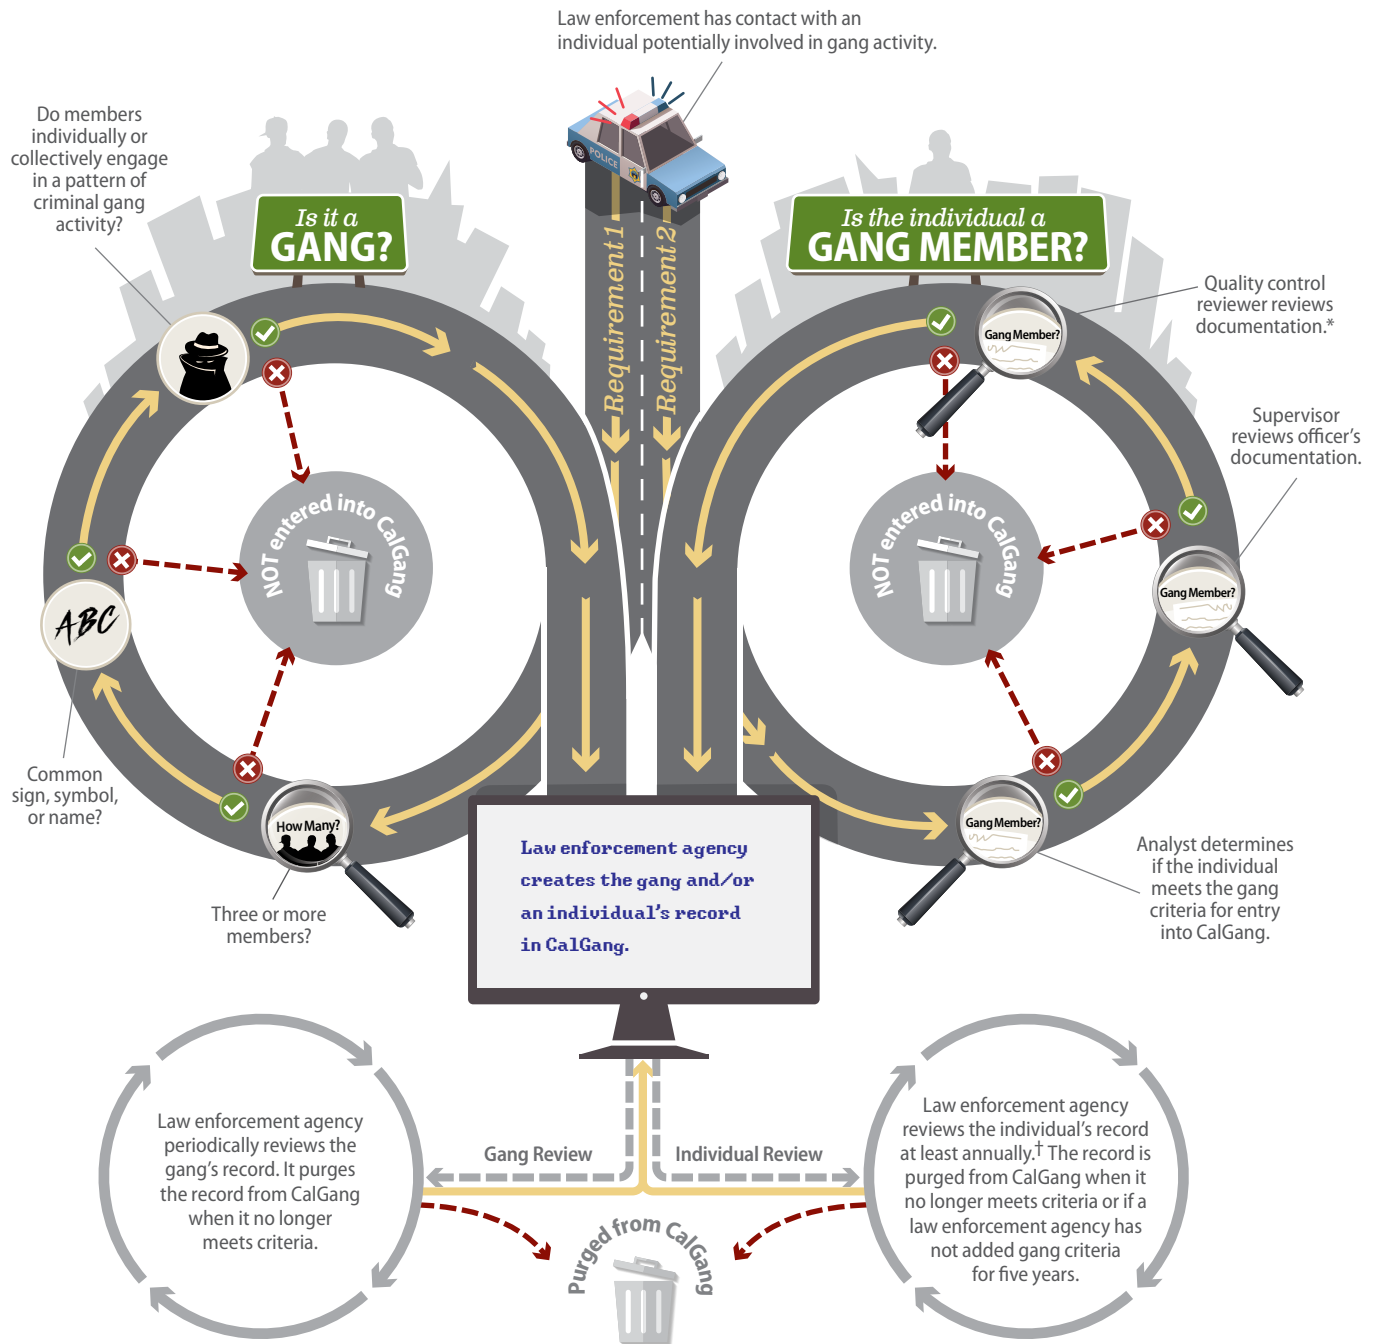 Law enforcement has contact with an
individual potentially involved in gang activity.
Do members
individually or
collectively engage
in a pattern of
criminal gang
activity?
Is it a
GANG?
POLICE
Requirement 1
Requirement 2
Is the individual a
GANG MEMBER?
Quality control
reviewer reviews
documentation.*
Gang Member?
Supervisor
reviews officer's
documentation.
NOT entered into CalGang
NOT entered into CalGang
Gang Member?
ABC
Common
sign, symbol,
or name?
How Many?
Three or more
members?
Gang Member?
Analyst determines
if the individual
meets the gang
criteria for entry
into CalGang.
Law enforcement agency
creates the gang and/or
an individual's record
in CalGang.
Law enforcement agency
periodically reviews the
gang's record. It purges
the record from CalGang
when it no longer
meets criteria.
Gang Review
Individual Review
Law enforcement agency
reviews the individual's record
at least annually.† The record is
purged from CalGang when it
no longer meets criteria or if a
law enforcement agency has
not added gang criteria
for five years.
Purged from CalGang